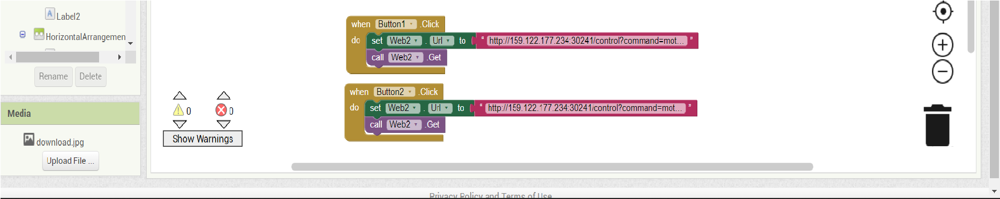 Label2
HorizontalArrangemen
Rename Delete
Media
download.jpg
Upload File ...
0 0
Show Warnings
when Button1 .Click
do set Web2 . Url to “ http://159.122.177.234:30241/control?command=mot... ”
call Web2 .Get
when Button2 .Click
do set Web2 . Url to “ http://159.122.177.234:30241/control?command=mot... ”
call Web2 .Get
Privacy Policy and Terms of Use